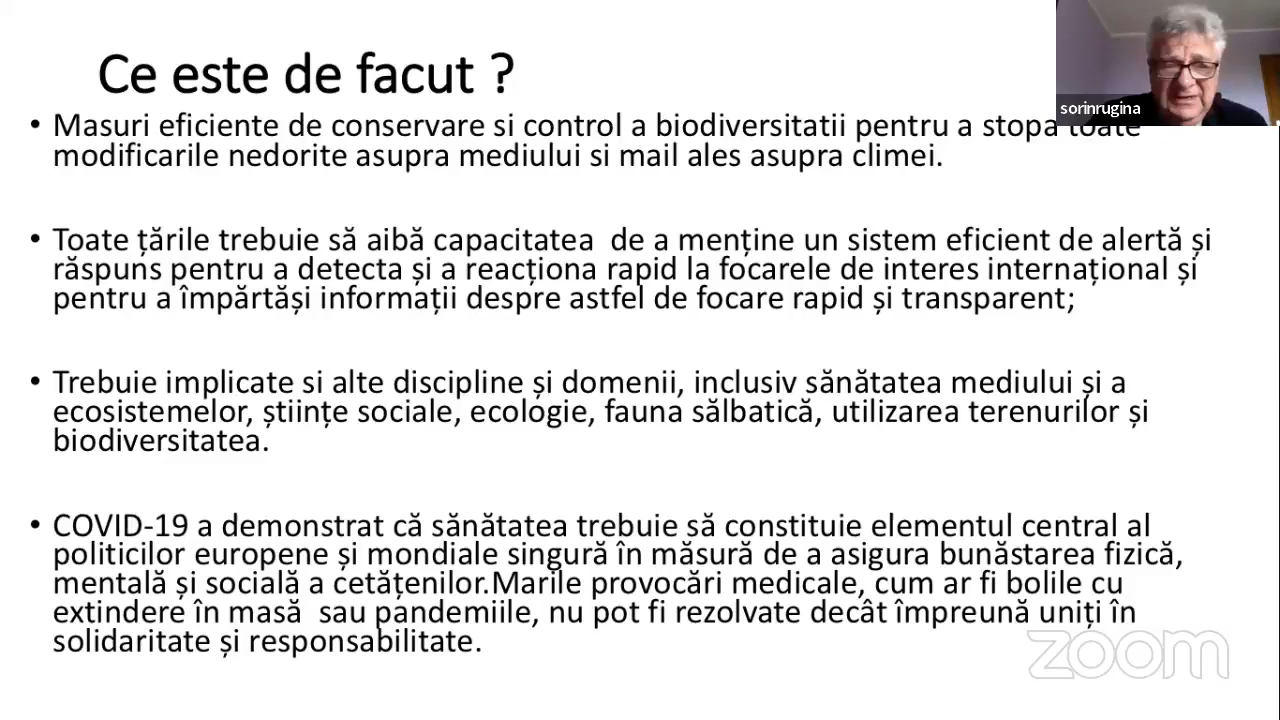 Ce este de facut ?
sorinrugina
• Masuri eficiente de conservare si control a biodiversitatii pentru a stopa toate
modificarile nedorite asupra mediului si mail ales asupra climei.
• Toate țările trebuie să aibă capacitatea  de a menține un sistem eficient de alertă și
răspuns pentru a detecta și a reacționa rapid la focarele de interes internațional și
pentru a împărtăși informații despre astfel de focare rapid și transparent;
• Trebuie implicate si alte discipline și domenii, inclusiv sănătatea mediului și a
ecosistemelor, științe sociale, ecologie, fauna sălbatică, utilizarea terenurilor și
biodiversitatea.
• COVID-19 a demonstrat că sănătatea trebuie să constituie elementul central al
politicilor europene și mondiale singură în măsură de a asigura bunăstarea fizică,
mentală și socială a cetățenilor.Marile provocări medicale, cum ar fi bolile cu
extindere în masă  sau pandemiile, nu pot fi rezolvate decât împreună uniți în
solidaritate și responsabilitate.
zoom